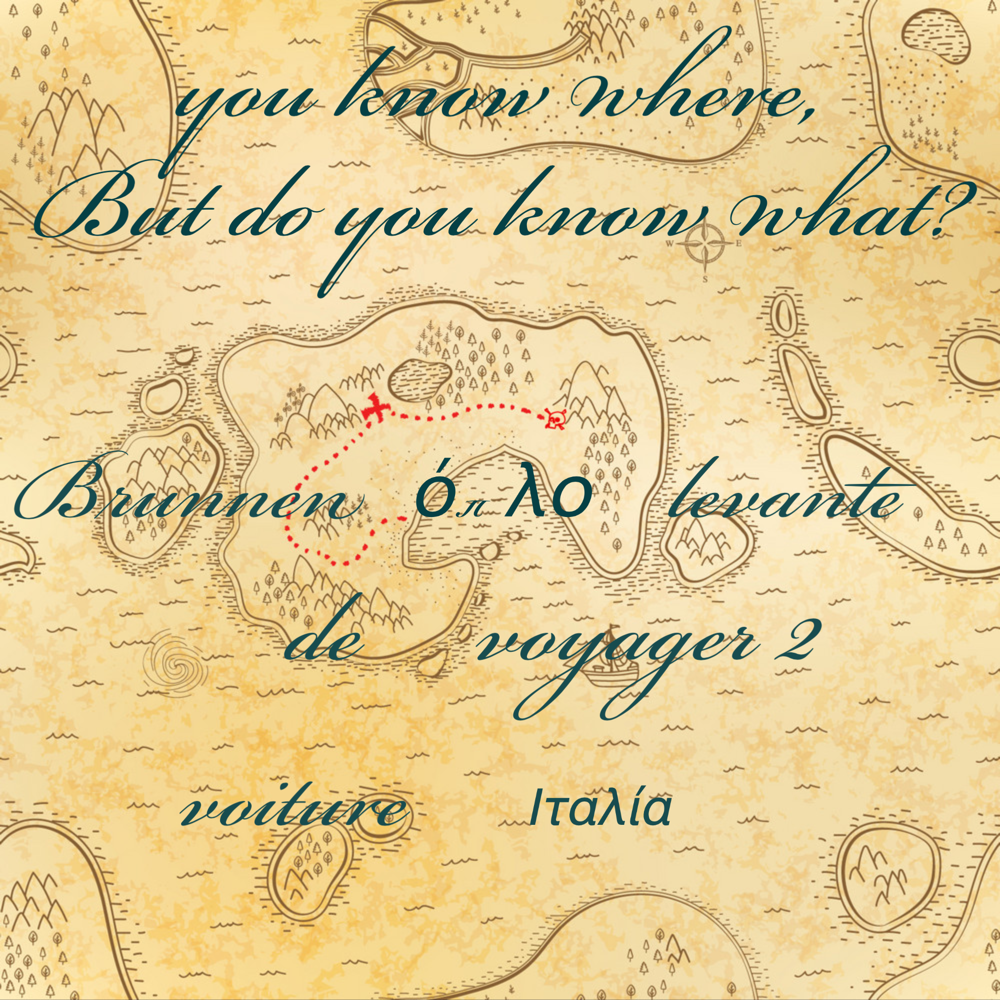 you know where,
But do you know what?
W E
S
Brunnen όπλο levante
de voyager 2
voiture Ιταλία